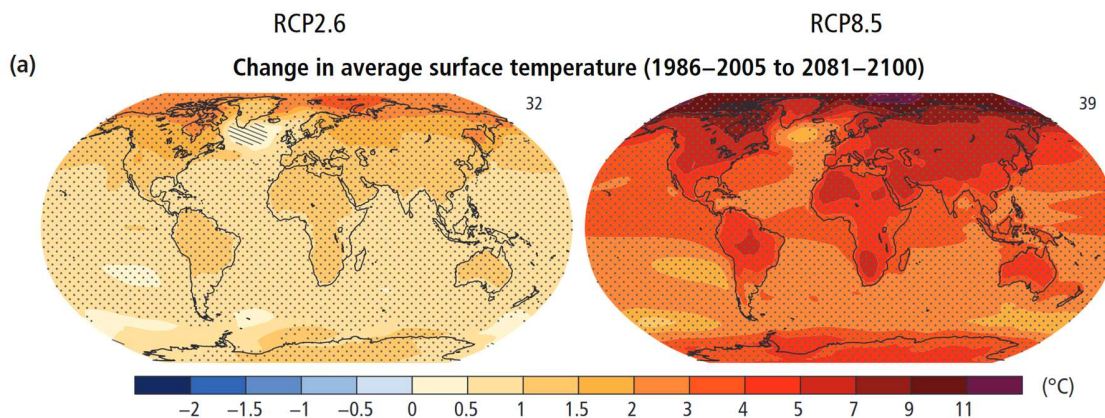 RCP2.6 RCP8.5
(a) Change in average surface temperature (1986–2005 to 2081–2100)
32 39
(°C)
−2 −1.5 −1 −0.5 0 0.5 1 1.5 2 3 4 5 7 9 11